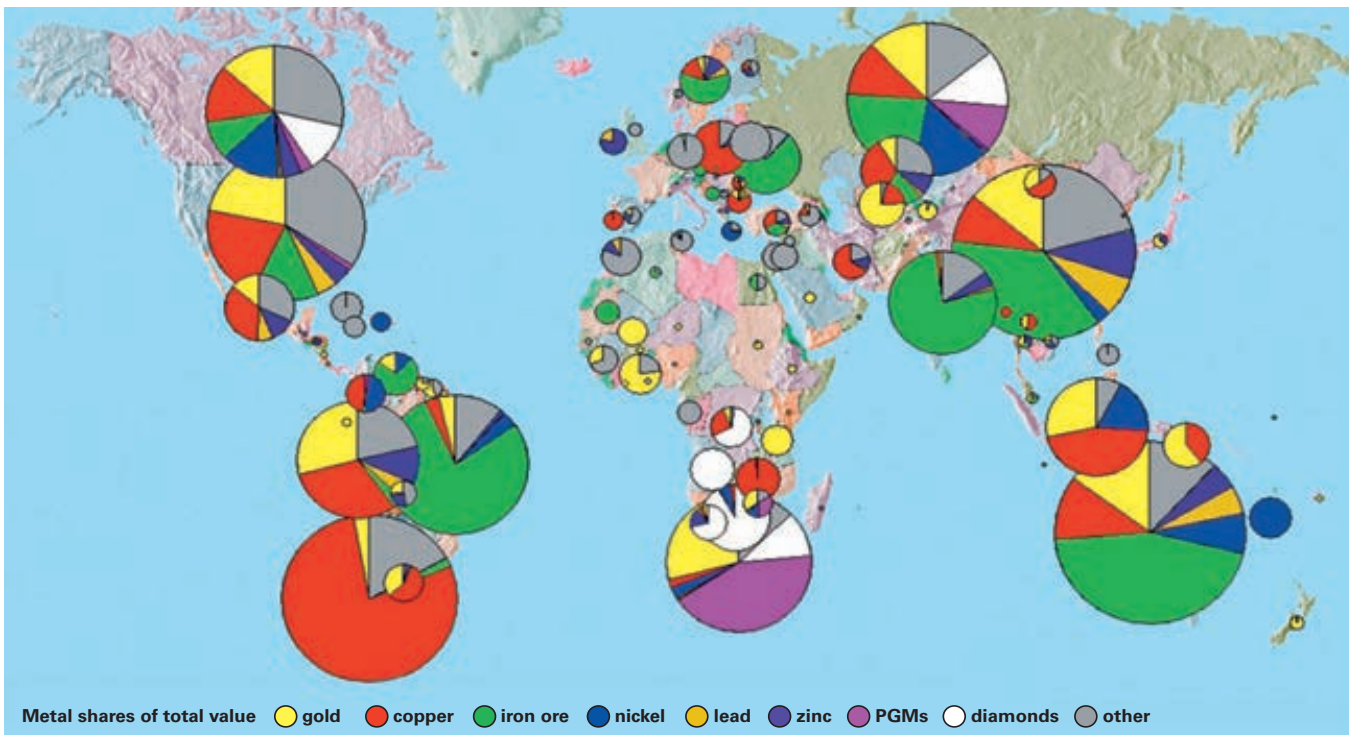 Metal shares of total value gold copper iron ore nickel lead zinc PGMs diamonds other